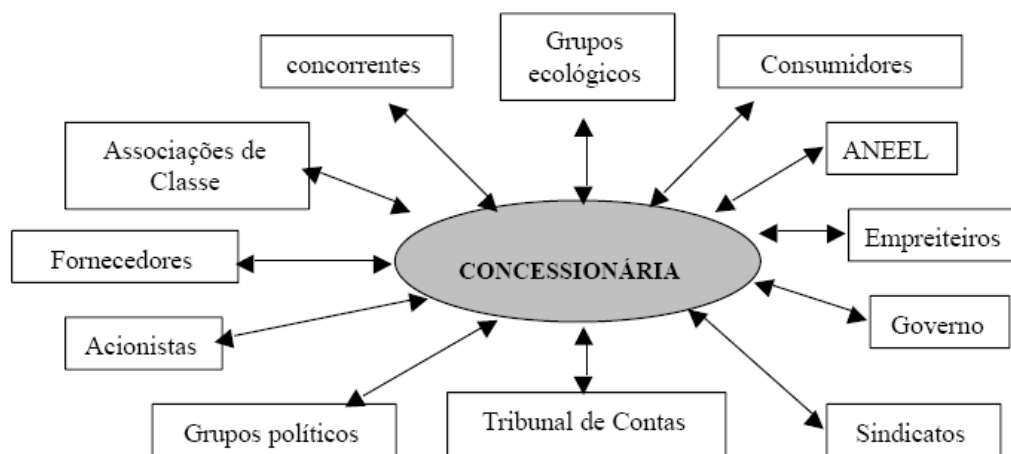 concorrentes
Grupos
ecológicos
Consumidores
Associações de
Classe
ANEEL
Fornecedores
CONCESSIONÁRIA
Empreiteiros
Acionistas
Governo
Grupos políticos
Tribunal de Contas
Sindicatos